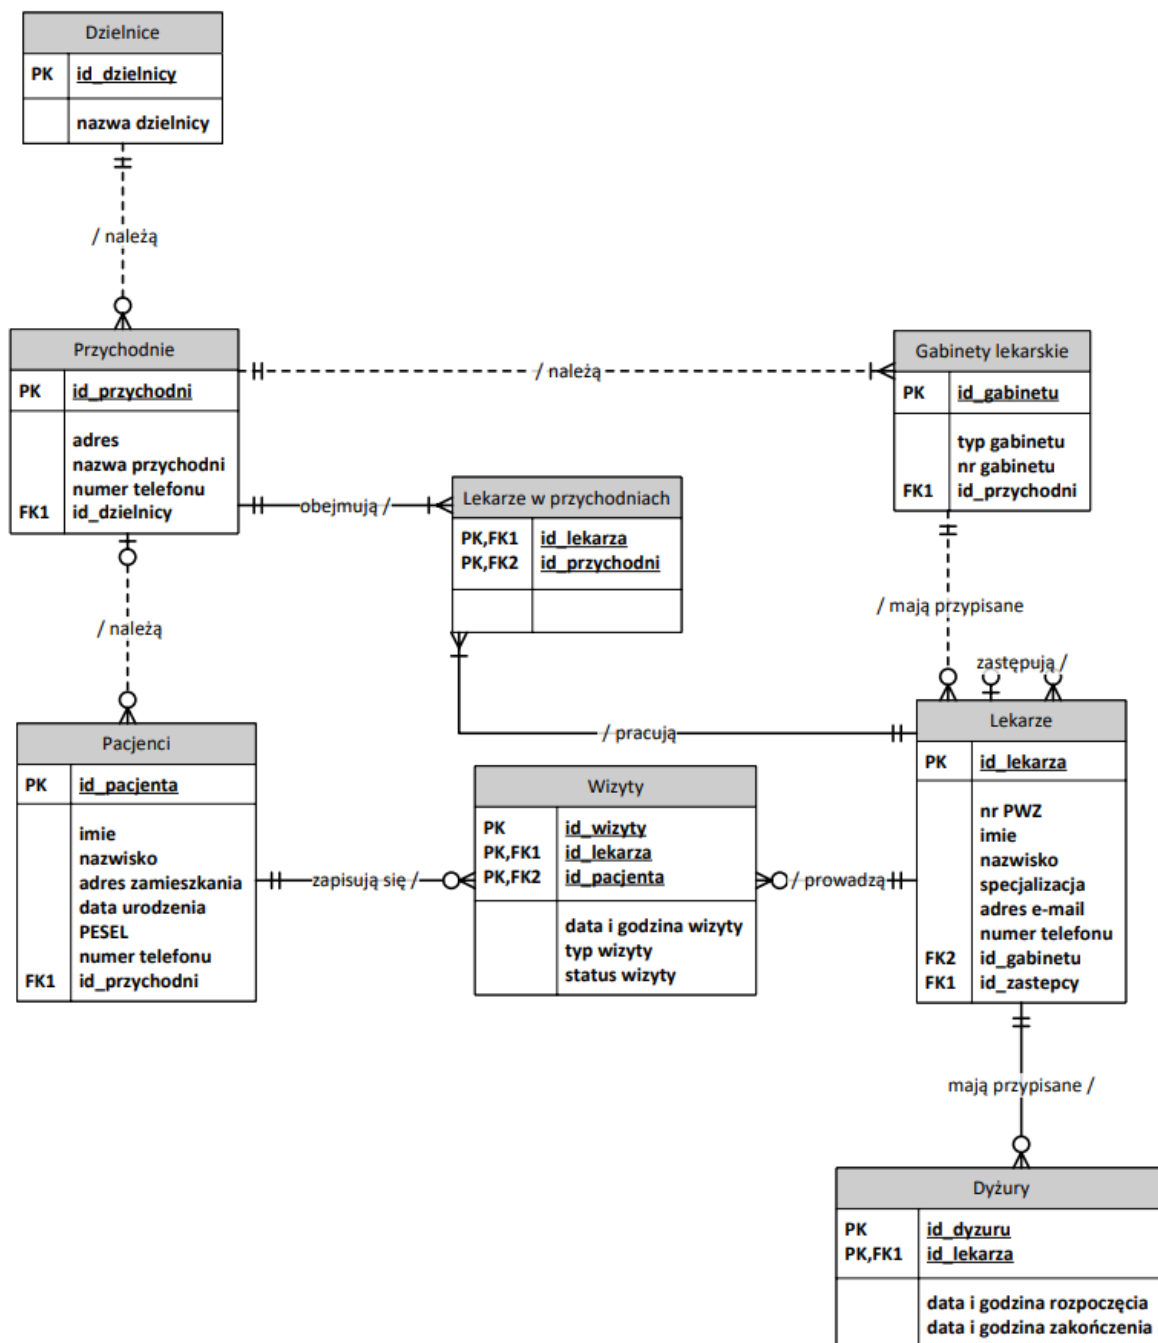 Dzielnice
PK id_dzielnicy
nazwa dzielnicy
/ należą
Przychodnie
PK id_przychodni
adres
nazwa przychodni
numer telefonu
FK1 id_dzielnicy
/ należą
Gabinety lekarskie
PK id_gabinetu
typ gabinetu
nr gabinetu
FK1 id_przychodni
obejmują /
Lekarze w przychodniach
PK,FK1 id_lekarza
PK,FK2 id_przychodni
/ mają przypisane
/ należą
zastępują /
/ pracują
Pacjenci
PK id_pacjenta
imie
nazwisko
adres zamieszkania
data urodzenia
PESEL
numer telefonu
FK1 id_przychodni
zapisują się /
Wizyty
PK id_wizyty
PK,FK1 id_lekarza
PK,FK2 id_pacjenta
data i godzina wizyty
typ wizyty
status wizyty
/ prowadzą
Lekarze
PK id_lekarza
nr PWZ
imie
nazwisko
specjalizacja
adres e-mail
numer telefonu
FK2 id_gabinetu
FK1 id_zastepcy
mają przypisane /
Dyżury
PK id_dyzuru
PK,FK1 id_lekarza
data i godzina rozpoczęcia
data i godzina zakończenia